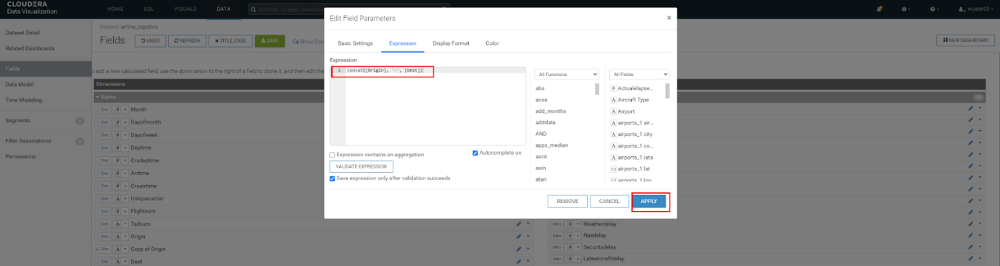 CLOUDERA
Data Visualization
HOME SQL VISUALS DATA
wuser00
Dataset Detail
Related Dashboards
Fields
Data Model
Time Modeling
Segments 0
Filter Associations 0
Permissions
Dataset: airline_logistics
Fields UNDO REFRESH TITLE_CASE SAVE
NEW DASHBOARD
to add a new calculated field, use the down arrow to the right of a field to clone it, and then edit the
Dimensions
flights
14
Dim # Month
Dim # Dayofmonth
Dim # Dayofweek
Dim # Deptime
Dim # Crsdeptime
Dim # Arrtime
Dim # Crsarrtime
Dim A Uniquecarrier
Dim # Flightnum
Dim A Tailnum
Dim A Origin
Dim A Copy of Origin
Dim A Dest
Edit Field Parameters ×
Basic Settings Expression Display Format Color
Expression
1 concat([Origin], '-', [Dest])
Expression contains an aggregation
Autocomplete on
VALIDATE EXPRESSION
Save expression only after validation succeeds
All Functions
abs
acos
add_months
adddate
AND
appx_median
ascii
asin
atan
All Fields
# Actualelapse...
A Aircraft Type
A Airport
A airports_1 air...
A airports_1 city
A airports_1 co...
A airports_1 iata
1.2 airports_1 lat
1.2 airports_1 lon
REMOVE CANCEL APPLY
Mes # Weatherdelay
Mes # Nasdelay
Mes # Securitydelay
Mes # Lateaircraftdelay